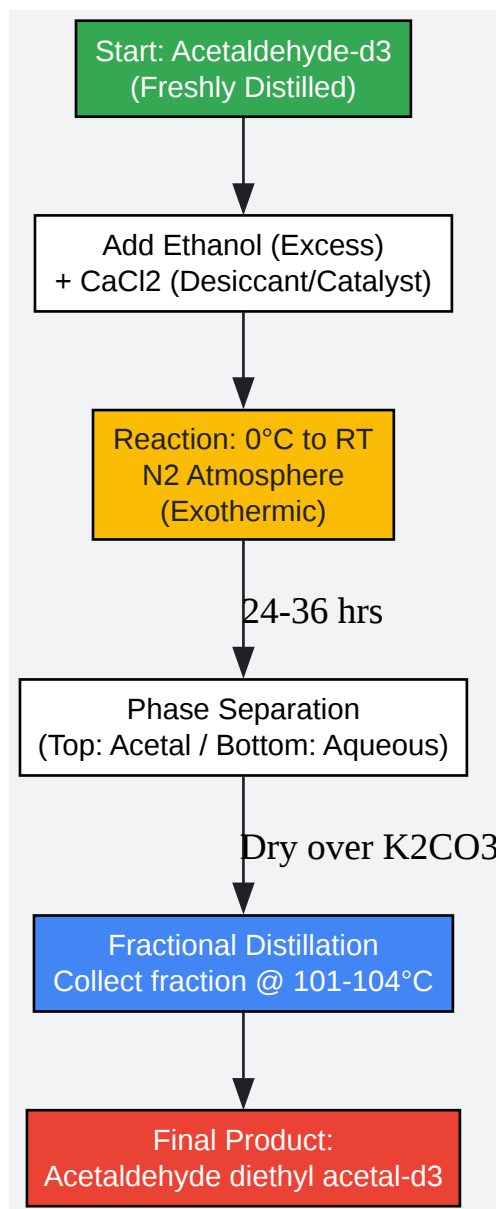 Start: Acetaldehyde-d3
(Freshly Distilled)
Add Ethanol (Excess)
+ CaCl2 (Desiccant/Catalyst)
Reaction: 0°C to RT
N2 Atmosphere
(Exothermic)
24-36 hrs
Phase Separation
(Top: Acetal / Bottom: Aqueous)
Dry over K2CO3
Fractional Distillation
Collect fraction @ 101-104°C
Final Product:
Acetaldehyde diethyl acetal-d3